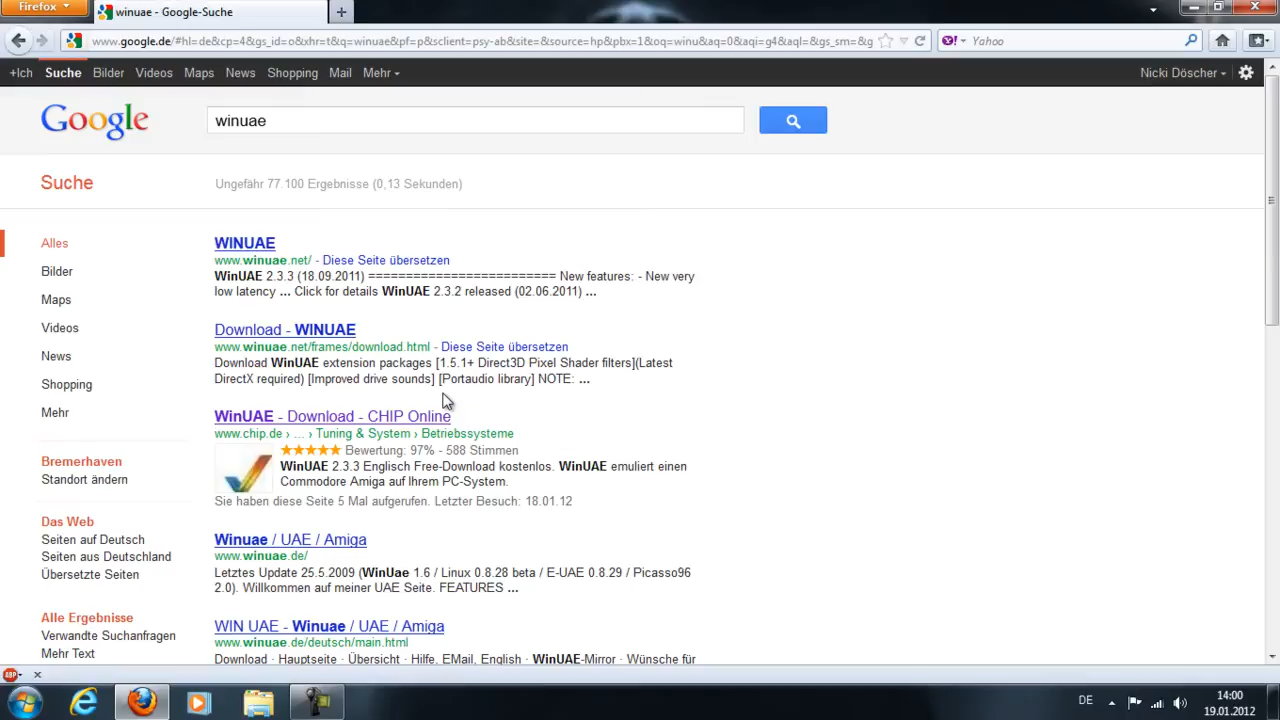 Firefox
winuae - Google-Suche
www.google.de/#hl=de&cp=4&gs_id=o&xhr=t&q=winuae&pf=p&sclient=psy-ab&site=&source=hp&pbx=1&oq=winu&aq=0&aqi=g4&aql=&gs_sm=&g
Yahoo
+Ich Suche Bilder Videos Maps News Shopping Mail Mehr
Nicki Döscher
Google
winuae
Suche
Ungefähr 77.100 Ergebnisse (0,13 Sekunden)
Alles
Bilder
Maps
Videos
News
Shopping
Mehr
Bremerhaven
Standort ändern
Das Web
Seiten auf Deutsch
Seiten aus Deutschland
Übersetzte Seiten
Alle Ergebnisse
Verwandte Suchanfragen
Mehr Text
WINUAE
www.winuae.net/ - Diese Seite übersetzen
WinUAE 2.3.3 (18.09.2011) ========================= New features: - New very
low latency ... Click for details WinUAE 2.3.2 released (02.06.2011) ...
Download - WINUAE
www.winuae.net/frames/download.html - Diese Seite übersetzen
Download WinUAE extension packages [1.5.1+ Direct3D Pixel Shader filters](Latest
DirectX required) [Improved drive sounds] [Portaudio library] NOTE: ...
WinUAE - Download - CHIP Online
www.chip.de › ... › Tuning & System › Betriebssysteme
★★★★★ Bewertung: 97% - 588 Stimmen
WinUAE 2.3.3 Englisch Free-Download kostenlos. WinUAE emuliert einen
Commodore Amiga auf Ihrem PC-System.
Sie haben diese Seite 5 Mal aufgerufen. Letzter Besuch: 18.01.12
Winuae / UAE / Amiga
www.winuae.de/
Letztes Update 25.5.2009 (WinUae 1.6 / Linux 0.8.28 beta / E-UAE 0.8.29 / Picasso96
2.0). Willkommen auf meiner UAE Seite. FEATURES ...
WIN UAE - Winuae / UAE / Amiga
www.winuae.de/deutsch/main.html
Download · Hauptseite · Übersicht · Hilfe, EMail, English · WinUAE-Mirror · Wünsche für
ABP
DE
14:00
19.01.2012